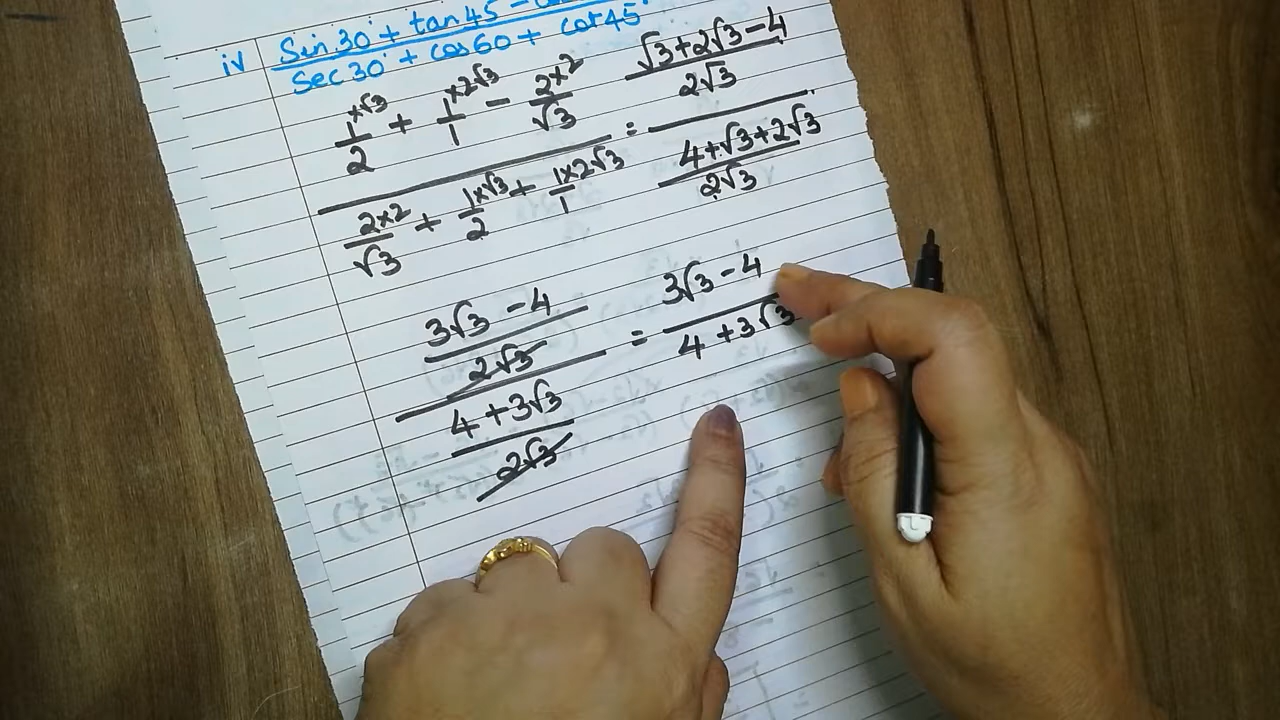 iv Sin 30 + tan 45 -
Sec 30 + cos 60 + cot 45
1×√3/2 + 1×2√3/1 - 2×2/√3
2×2/√3 + 1×√3/2 + 1×2√3/1
= √3+2√3-4/2√3
4+√3+2√3/2√3
3√3-4/2√3
4+3√3/2√3
= 3√3-4
4+3√3